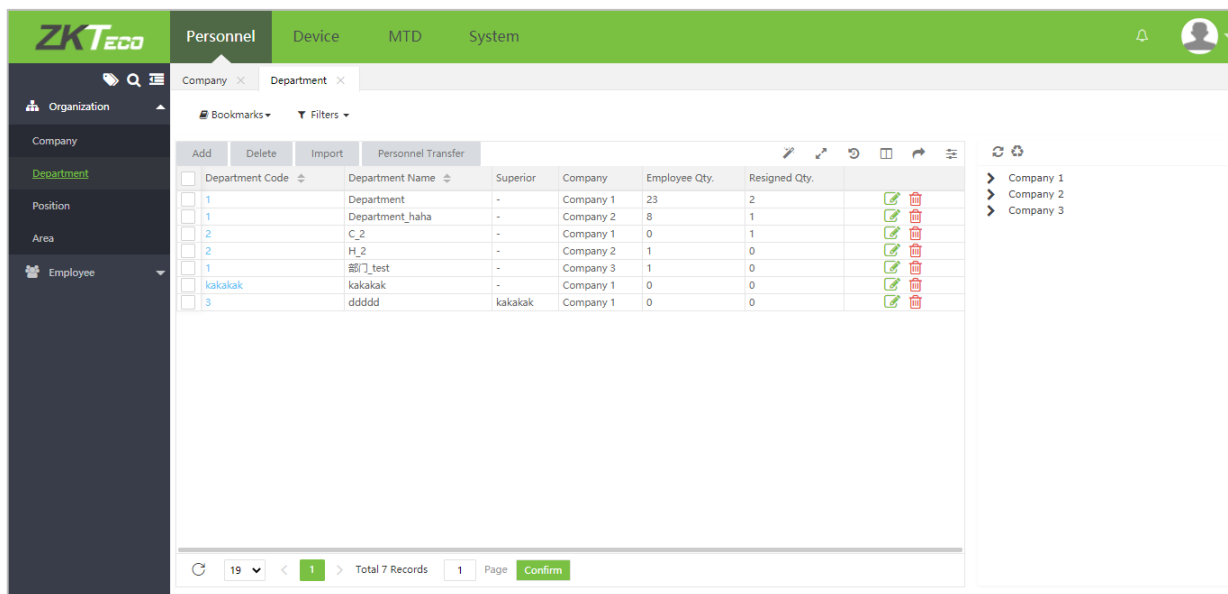 ZKTeco Personnel Device MTD System
Company Department
Organization
Bookmarks Filters
Company
Add Delete Import Personnel Transfer
Department Code Department Name Superior Company Employee Qty. Resigned Qty.
Department
1 Department - Company 1 23 2
1 Department_haha - Company 2 8 1
2 C_2 - Company 1 0 1
Position
2 H_2 - Company 2 1 0
1 部门_test - Company 3 1 0
kakakak kakakak - Company 1 0 0
3 ddddd kakakak Company 1 0 0
Area
Employee
Company 1
Company 2
Company 3
19 1 Total 7 Records 1 Page Confirm